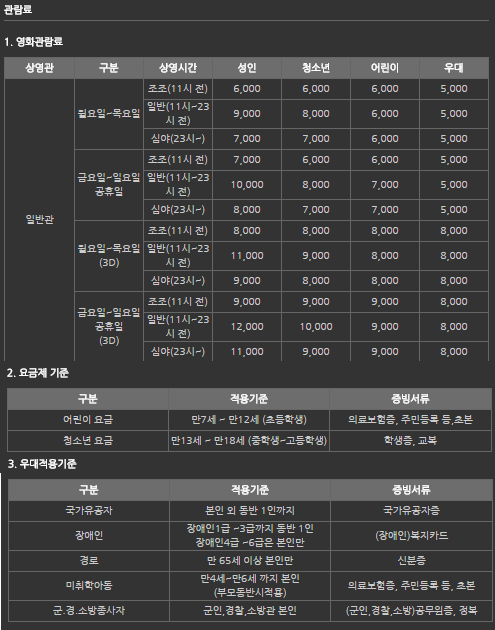 관람료
1. 영화관람료
상영관 구분 상영시간 성인 청소년 어린이 우대
일반관
월요일~목요일
조조(11시 전) 6,000 6,000 6,000 5,000
일반(11시~23시 전) 9,000 8,000 6,000 5,000
심야(23시~) 7,000 7,000 6,000 5,000
금요일~일요일
공휴일
조조(11시 전) 7,000 7,000 6,000 5,000
일반(11시~23시 전) 10,000 8,000 7,000 5,000
심야(23시~) 8,000 7,000 7,000 5,000
월요일~목요일
(3D)
조조(11시 전) 8,000 8,000 8,000 8,000
일반(11시~23시 전) 11,000 9,000 8,000 8,000
심야(23시~) 9,000 8,000 8,000 8,000
금요일~일요일
공휴일
(3D)
조조(11시 전) 9,000 9,000 9,000 8,000
일반(11시~23시 전) 12,000 10,000 9,000 8,000
심야(23시~) 11,000 9,000 9,000 8,000
2. 요금제 기준
구분 적용기준 증빙서류
어린이 요금 만7세 ~ 만12세 (초등학생) 의료보험증, 주민등록 등,초본
청소년 요금 만13세 ~ 만18세 (중학생~고등학생) 학생증, 교복
3. 우대적용기준
구분 적용기준 증빙서류
국가유공자 본인 외 동반 1인까지 국가유공자증
장애인 장애인1급 ~3급까지 동반 1인
장애인4급 ~6급은 본인만 (장애인)복지카드
경로 만 65세 이상 본인만 신분증
미취학아동 만4세~만6세 까지 본인
(부모동반시적용) 의료보험증, 주민등록 등, 초본
군.경.소방종사자 군인,경찰,소방관 본인 (군인,경찰,소방)공무원증, 정복